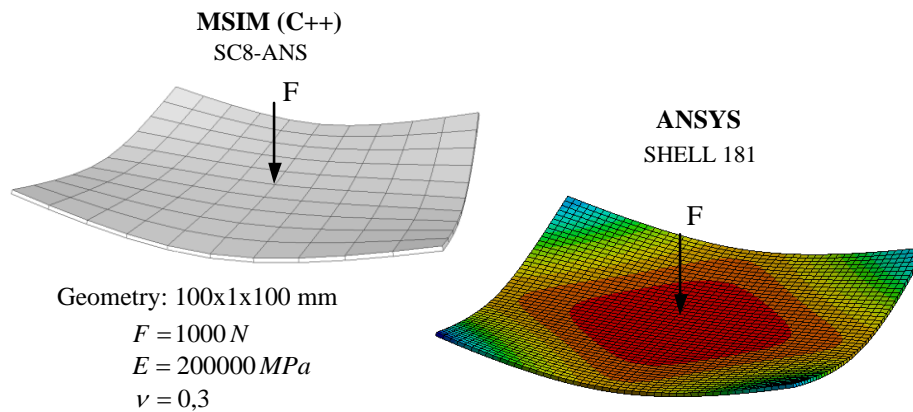 MSIM (C++)
SC8-ANS
F
ANSYS
SHELL 181
F
Geometry: 100x1x100 mm
F = 1000 N
E = 200000 MPa
ν = 0,3